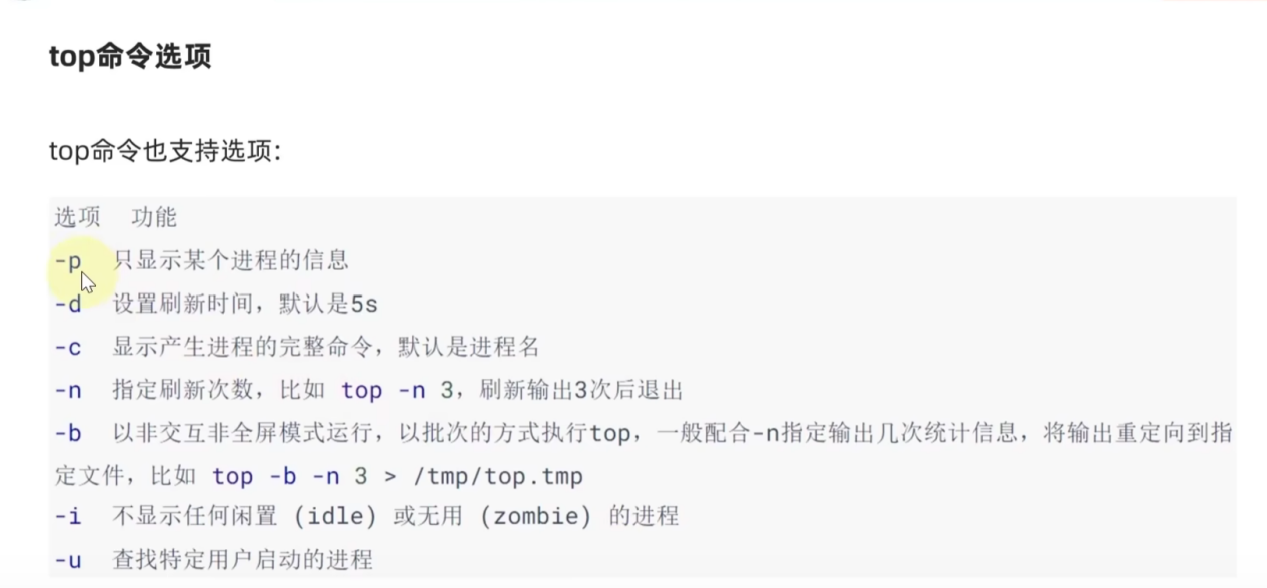 top命令选项
top命令也支持选项:
选项 功能
-p 只显示某个进程的信息
-d 设置刷新时间，默认是5s
-c 显示产生进程的完整命令，默认是进程名
-n 指定刷新次数，比如 top -n 3，刷新输出3次后退出
-b 以非交互非全屏模式运行，以批次的方式执行top，一般配合-n指定输出几次统计信息，将输出重定向到指
定文件，比如 top -b -n 3 > /tmp/top.tmp
-i 不显示任何闲置 (idle) 或无用 (zombie) 的进程
-u 查找特定用户启动的进程